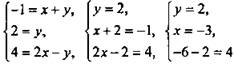 {-1 = x + y, {y = 2, {y = 2,
{2 = y, {x + 2 = -1, {x = -3,
{4 = 2x - y, {2x - 2 = 4, {-6 - 2 = 4